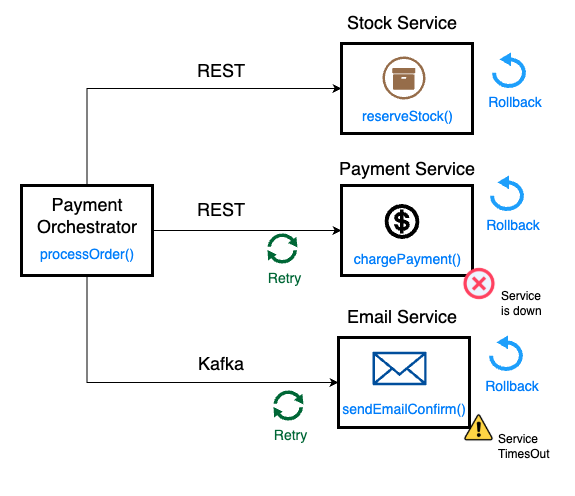 Stock Service
REST
reserveStock()
Rollback
Payment Service
Payment
Orchestrator
processOrder()
REST
Retry
$
chargePayment()
Rollback
Service
is down
Email Service
Kafka
Retry
sendEmailConfirm()
Rollback
Service
TimesOut